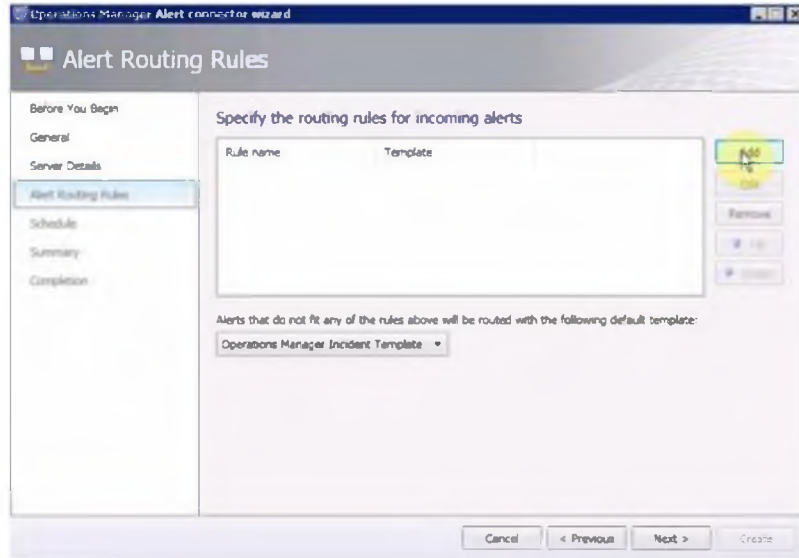 Operations Manager Alert connector wizard
Alert Routing Rules
Before You Begin
General
Server Details
Alert Routing Rules
Schedule
Summary
Completion
Specify the routing rules for incoming alerts
Rule name Template
Add
Edit
Remove
Alerts that do not fit any of the rules above will be routed with the following default template:
Operations Manager Incident Template
Cancel
< Previous
Next >
Create